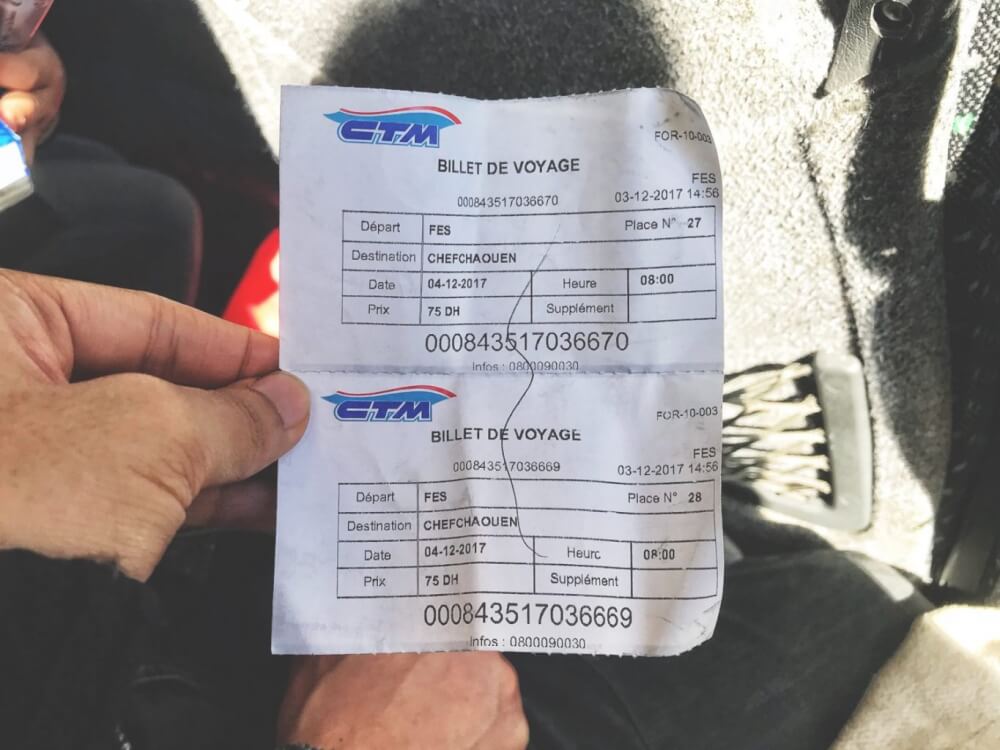 CTM
FOR-10-003
BILLET DE VOYAGE
FES
000843517036670 03-12-2017 14:56
Départ FES Place N° 27
Destination CHEFCHAOUEN
Date 04-12-2017 Heure 08:00
Prix 75 DH Supplément
000843517036670
Infos : 0800090030
CTM
FOR-10-003
BILLET DE VOYAGE
FES
000843517036669 03-12-2017 14:56
Départ FES Place N° 28
Destination CHEFCHAOUEN
Date 04-12-2017 Heure 08:00
Prix 75 DH Supplément
000843517036669
Infos : 0800090030